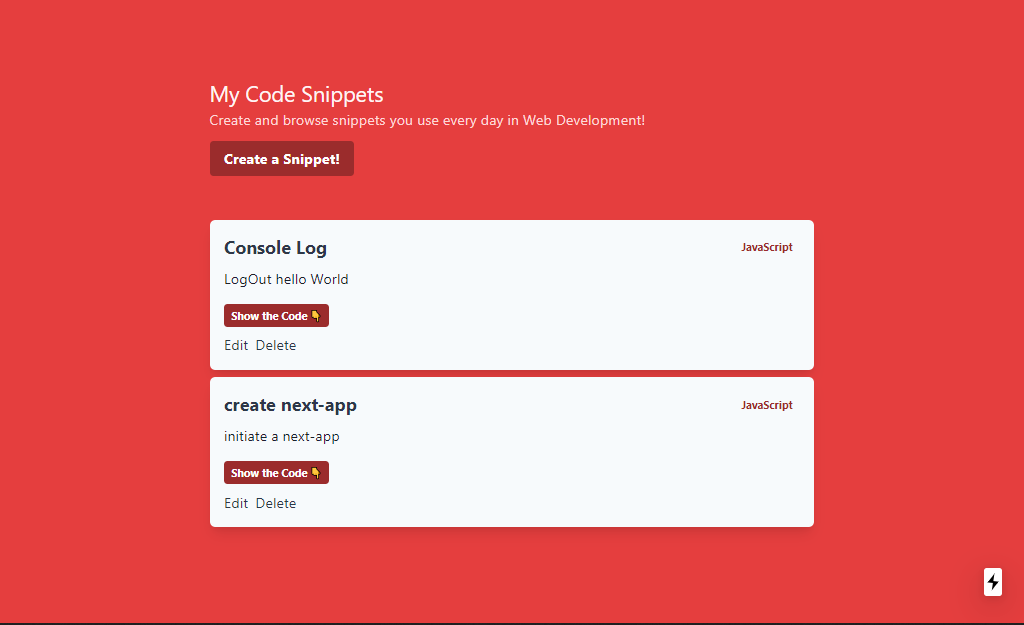 My Code Snippets
Create and browse snippets you use every day in Web Development!
Create a Snippet!
Console Log
JavaScript
LogOut hello World
Show the Code 👇
Edit Delete
create next-app
JavaScript
initiate a next-app
Show the Code 👇
Edit Delete